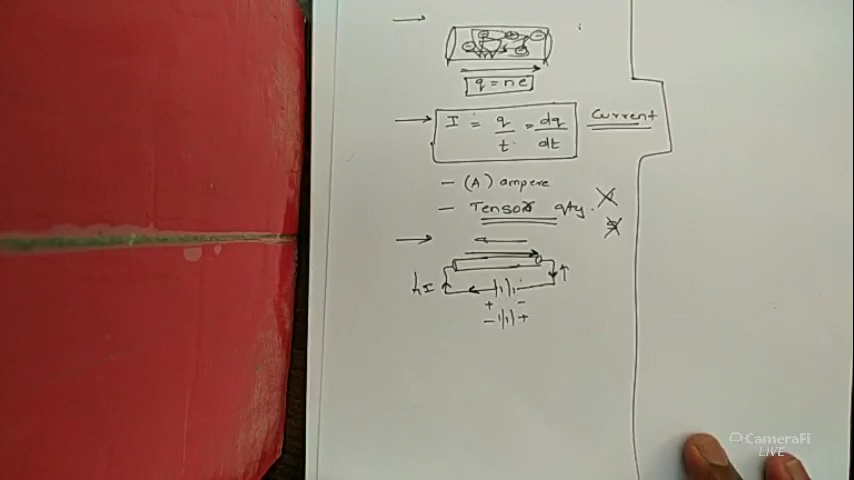 q = ne
I = q/t = dq/dt Current
- (A) ampere
- Tensor qty.
I
+ -
- +
CameraFi
LIVE